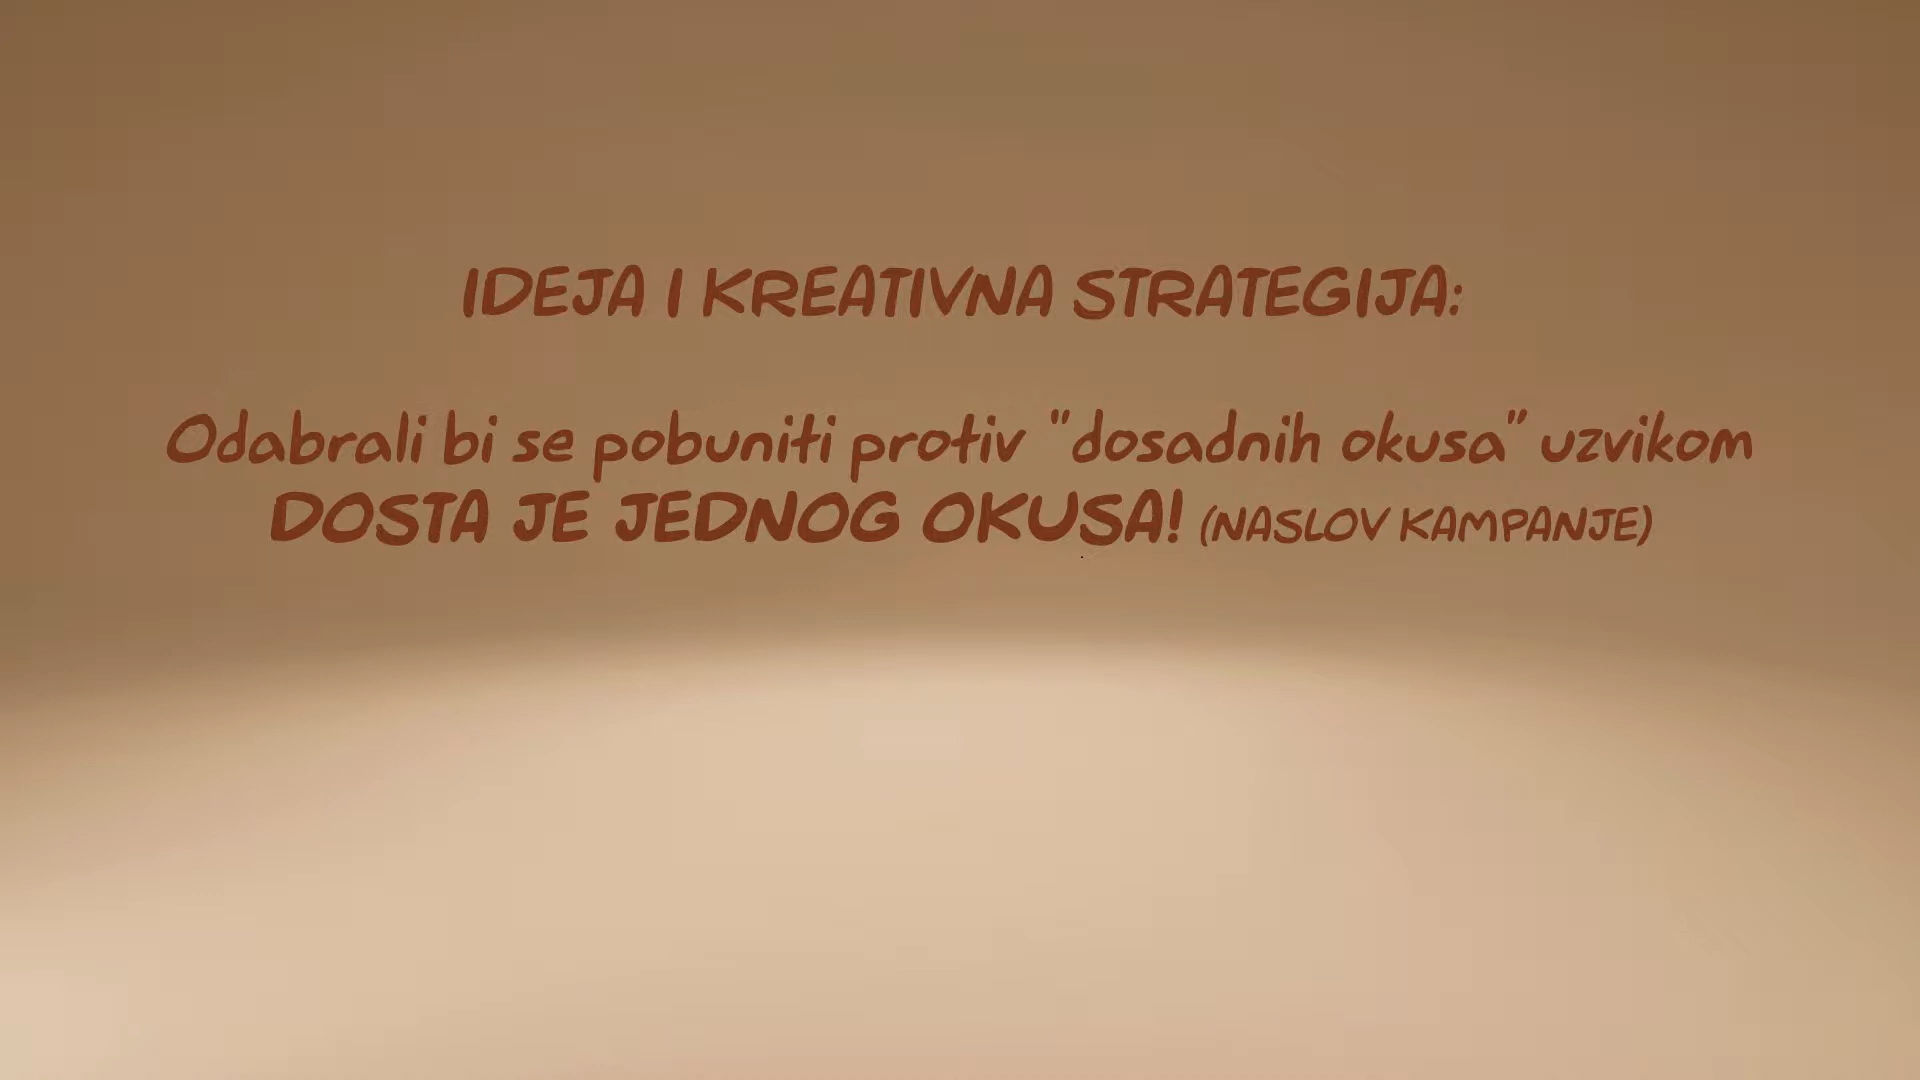 IDEJA I KREATIVNA STRATEGIJA:
Odabrali bi se pobuniti protiv "dosadnih okusa" uzvikom
DOSTA JE JEDNOG OKUSA! (NASLOV KAMPANJE)